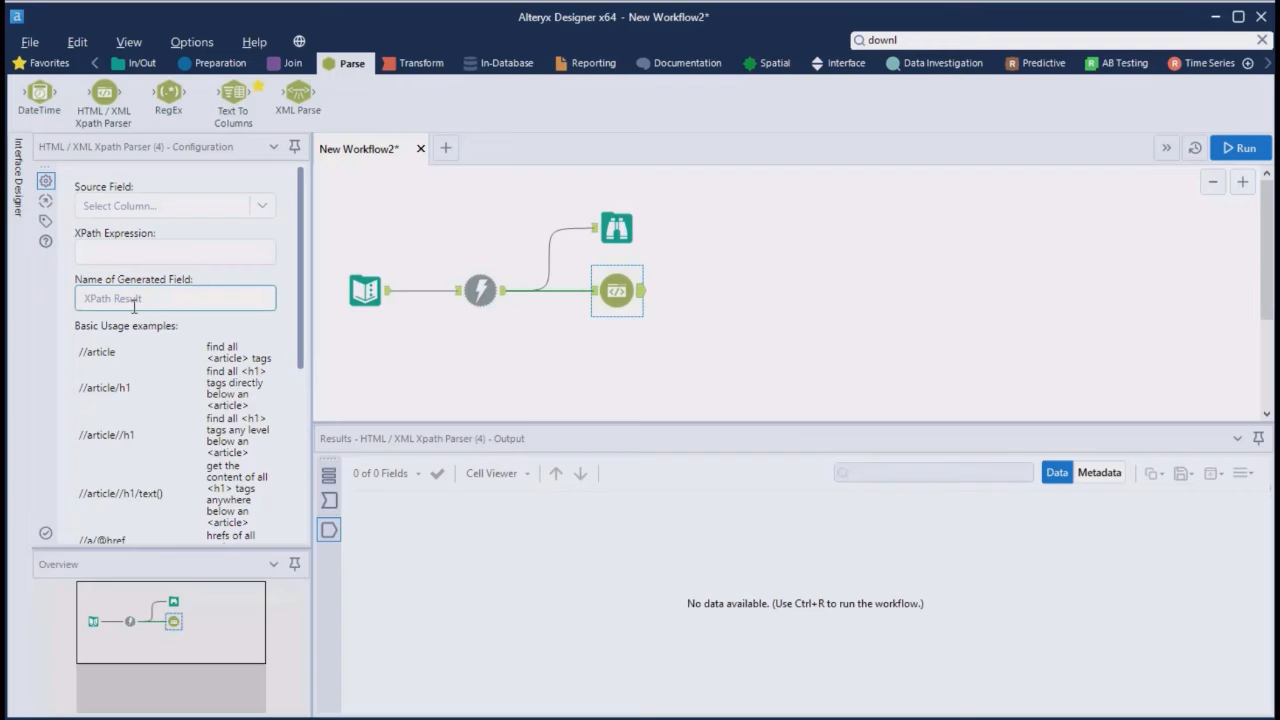 Alteryx Designer x64 - New Workflow2*
File Edit View Options Help
downl
Favorites In/Out Preparation Join Parse Transform In-Database Reporting Documentation Spatial Interface Data Investigation Predictive AB Testing Time Series
DateTime
HTML / XML
Xpath Parser
RegEx
Text To
Columns
XML Parse
Interface Designer
HTML / XML Xpath Parser (4) - Configuration
New Workflow2*
Run
Source Field:
Select Column...
XPath Expression:
Name of Generated Field:
XPath Result
Basic Usage examples:
//article
find all
<article> tags
//article/h1
find all <h1>
tags directly
below an
<article>
//article//h1
find all <h1>
tags any level
below an
<article>
//article//h1/text()
get the
content of all
<h1> tags
anywhere
below an
<article>
//a/@href
hrefs of all
Results - HTML / XML Xpath Parser (4) - Output
0 of 0 Fields
Cell Viewer
Data
Metadata
No data available. (Use Ctrl+R to run the workflow.)
Overview